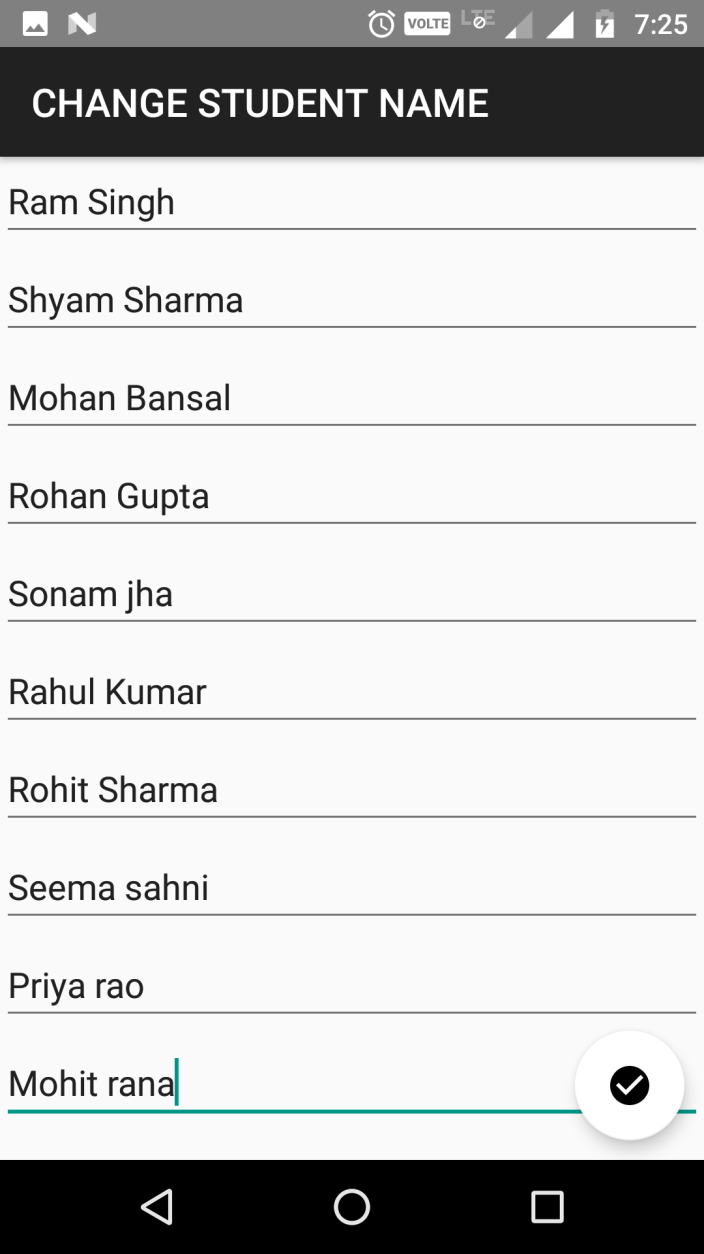 VOLTE LTE 7:25
CHANGE STUDENT NAME
Ram Singh
Shyam Sharma
Mohan Bansal
Rohan Gupta
Sonam jha
Rahul Kumar
Rohit Sharma
Seema sahni
Priya rao
Mohit rana